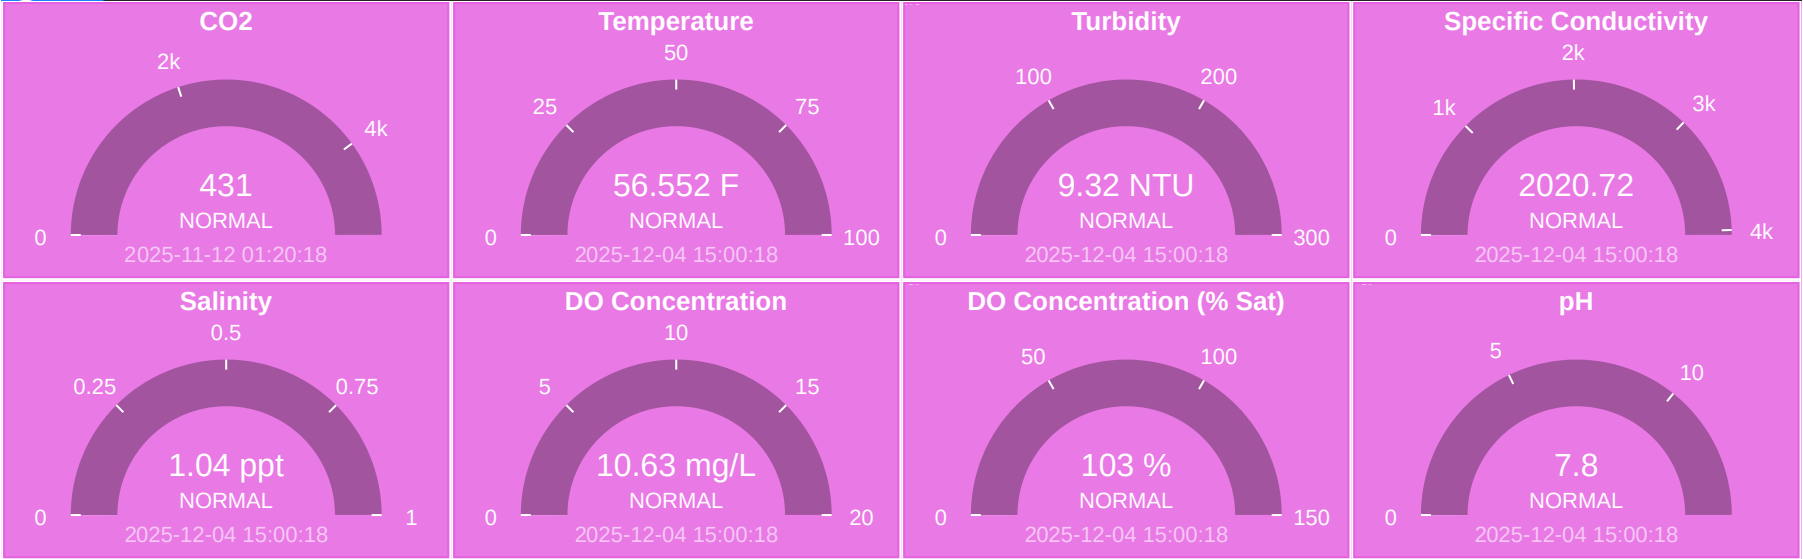 CO2
2k
4k
0
431
NORMAL
2025-11-12 01:20:18
Temperature
50
25
75
0
100
56.552 F
NORMAL
2025-12-04 15:00:18
Turbidity
100
200
0
300
9.32 NTU
NORMAL
2025-12-04 15:00:18
Specific Conductivity
2k
1k
3k
0
4k
2020.72
NORMAL
2025-12-04 15:00:18
Salinity
0.5
0.25
0.75
0
1
1.04 ppt
NORMAL
2025-12-04 15:00:18
DO Concentration
10
5
15
0
20
10.63 mg/L
NORMAL
2025-12-04 15:00:18
DO Concentration (% Sat)
50
100
0
150
103 %
NORMAL
2025-12-04 15:00:18
pH
5
10
0
7.8
NORMAL
2025-12-04 15:00:18